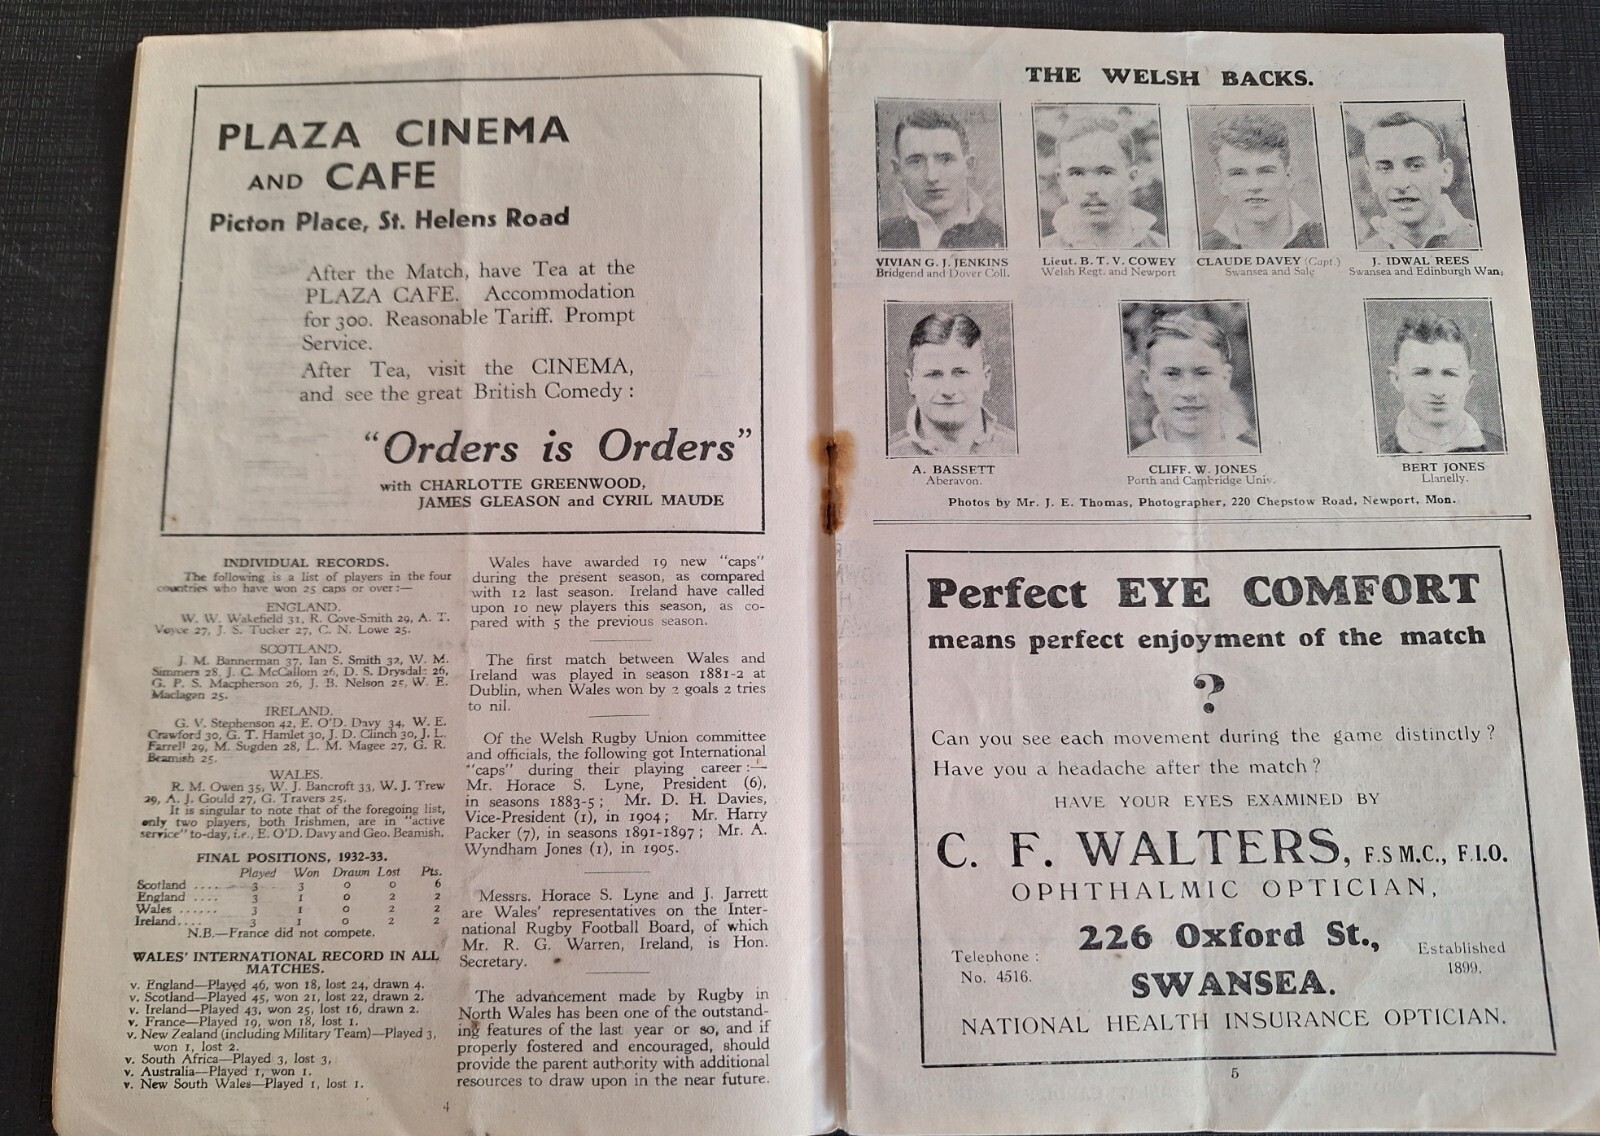 PLAZA CINEMA
AND CAFE
Picton Place, St. Helens Road
After the Match, have Tea at the
PLAZA CAFE. Accommodation
for 300. Reasonable Tariff. Prompt
Service.
After Tea, visit the CINEMA,
and see the great British Comedy :
"Orders is Orders"
with CHARLOTTE GREENWOOD,
JAMES GLEASON and CYRIL MAUDE
INDIVIDUAL RECORDS.
The following is a list of players in the four
countries who have won 25 caps or over:—
ENGLAND.
W. W. Wakefield 31, R. Cove-Smith 29, A. T.
Voyce 27, J. S. Tucker 27, C. N. Lowe 25.
SCOTLAND.
J. M. Bannerman 37, Ian S. Smith 32, W. M.
Simmers 28, J. C. McCallom 26, D. S. Drysdale 26,
G. P. S. Macpherson 26, J. B. Nelson 25, W. E.
Maclagan 25.
IRELAND.
G. V. Stephenson 42, E. O'D. Davy 34, W. E.
Crawford 30, G. T. Hamlet 30, J. D. Clinch 30, J. L.
Farrell 29, M. Sugden 28, L. M. Magee 27, G. R.
Beamish 25.
WALES.
R. M. Owen 35, W. J. Bancroft 33, W. J. Trew
29, A. J. Gould 27, G. Travers 25.
It is singular to note that of the foregoing list,
only two players, both Irishmen, are in "active
service" to-day, i.e., E. O'D. Davy and Geo. Beamish.
FINAL POSITIONS, 1932-33.
Played Won Drawn Lost Pts.
Scotland .... 3 3 0 0 6
England .... 3 1 0 2 2
Wales ...... 3 1 0 2 2
Ireland.... 3 1 0 2 2
N.B.—France did not compete.
WALES' INTERNATIONAL RECORD IN ALL
MATCHES.
v. England—Played 46, won 18, lost 24, drawn 4.
v. Scotland—Played 45, won 21, lost 22, drawn 2.
v. Ireland—Played 43, won 25, lost 16, drawn 2.
v. France—Played 19, won 18, lost 1.
v. New Zealand (including Military Team)—Played 3,
won 1, lost 2.
v. South Africa—Played 3, lost 3,
v. Australia—Played 1, won 1.
v. New South Wales—Played 1, lost 1.
Wales have awarded 19 new "caps"
during the present season, as compared
with 12 last season. Ireland have called
upon 10 new players this season, as co-
pared with 5 the previous season.
The first match between Wales and
Ireland was played in season 1881-2 at
Dublin, when Wales won by 2 goals 2 tries
to nil.
Of the Welsh Rugby Union committee
and officials, the following got International
"caps" during their playing career :—
Mr. Horace S. Lyne, President (6),
in seasons 1883-5 ; Mr. D. H. Davies,
Vice-President (1), in 1904 ; Mr. Harry
Packer (7), in seasons 1891-1897 ; Mr. A.
Wyndham Jones (1), in 1905.
Messrs. Horace S. Lyne and J. Jarrett
are Wales' representatives on the Inter-
national Rugby Football Board, of which
Mr. R. G. Warren, Ireland, is Hon.
Secretary.
The advancement made by Rugby in
North Wales has been one of the outstand-
ing features of the last year or so, and if
properly fostered and encouraged, should
provide the parent authority with additional
resources to draw upon in the near future.
4
THE WELSH BACKS.
VIVIAN G. J. JENKINS
Bridgend and Dover Coll.
Lieut. B. T. V. COWEY
Welsh Regt. and Newport
CLAUDE DAVEY (Capt.)
Swansea and Sale
J. IDWAL REES
Swansea and Edinburgh Wan.
A. BASSETT
Aberavon.
CLIFF. W. JONES
Porth and Cambridge Univ.
BERT JONES
Llanelly.
Photos by Mr. J. E. Thomas, Photographer, 220 Chepstow Road, Newport, Mon.
Perfect EYE COMFORT
means perfect enjoyment of the match
?
Can you see each movement during the game distinctly ?
Have you a headache after the match ?
HAVE YOUR EYES EXAMINED BY
C. F. WALTERS, F.S M.C., F.I.O.
OPHTHALMIC OPTICIAN,
226 Oxford St.,
SWANSEA.
Telephone :
No. 4516.
Established
1899.
NATIONAL HEALTH INSURANCE OPTICIAN.
5